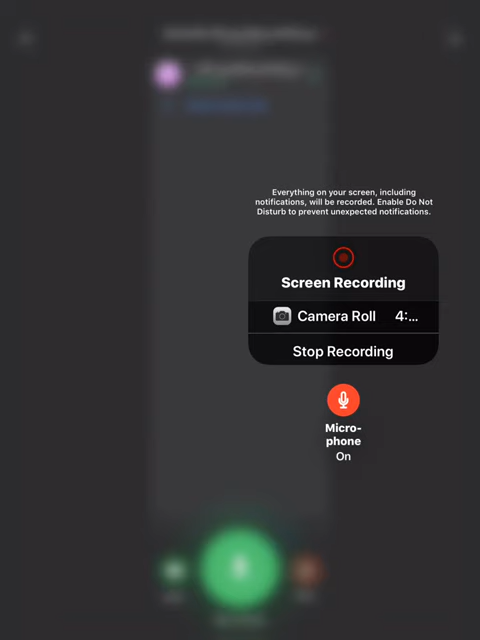 Everything on your screen, including
notifications, will be recorded. Enable Do Not
Disturb to prevent unexpected notifications.
Screen Recording
Camera Roll 4:...
Stop Recording
Micro-
phone
On